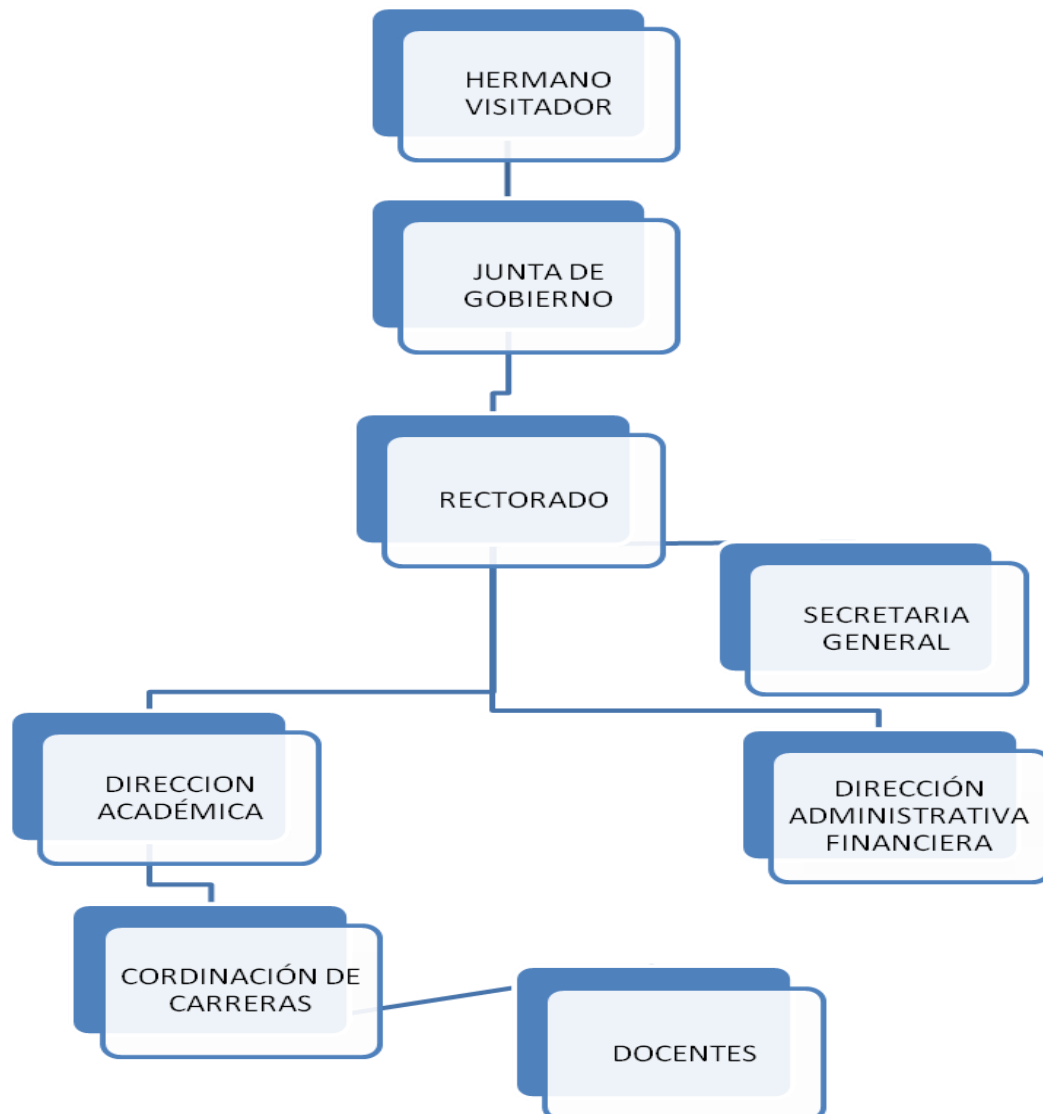 HERMANO
VISITADOR
JUNTA DE
GOBIERNO
RECTORADO
SECRETARIA
GENERAL
DIRECCION
ACADÉMICA
DIRECCIÓN
ADMINISTRATIVA
FINANCIERA
CORDINACIÓN DE
CARRERAS
DOCENTES